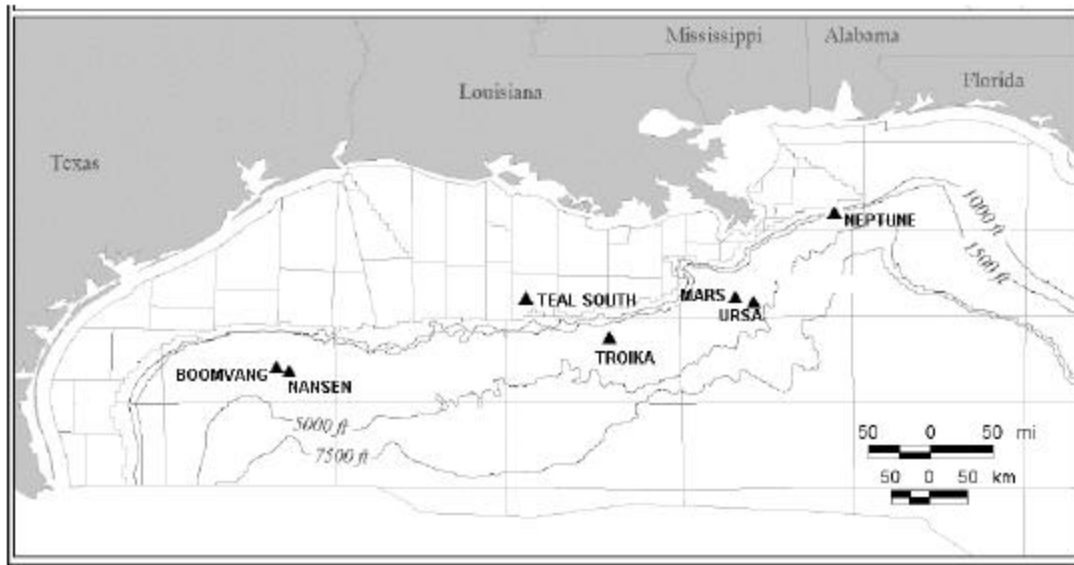 Mississippi
Alabama
Florida
Louisiana
Texas
1000 ft
1500 ft
NEPTUNE
TEAL SOUTH
MARS
URSA
TROIKA
BOOMVANG
NANSEN
5000 ft
7500 ft
50 0 50 mi
50 0 50 km